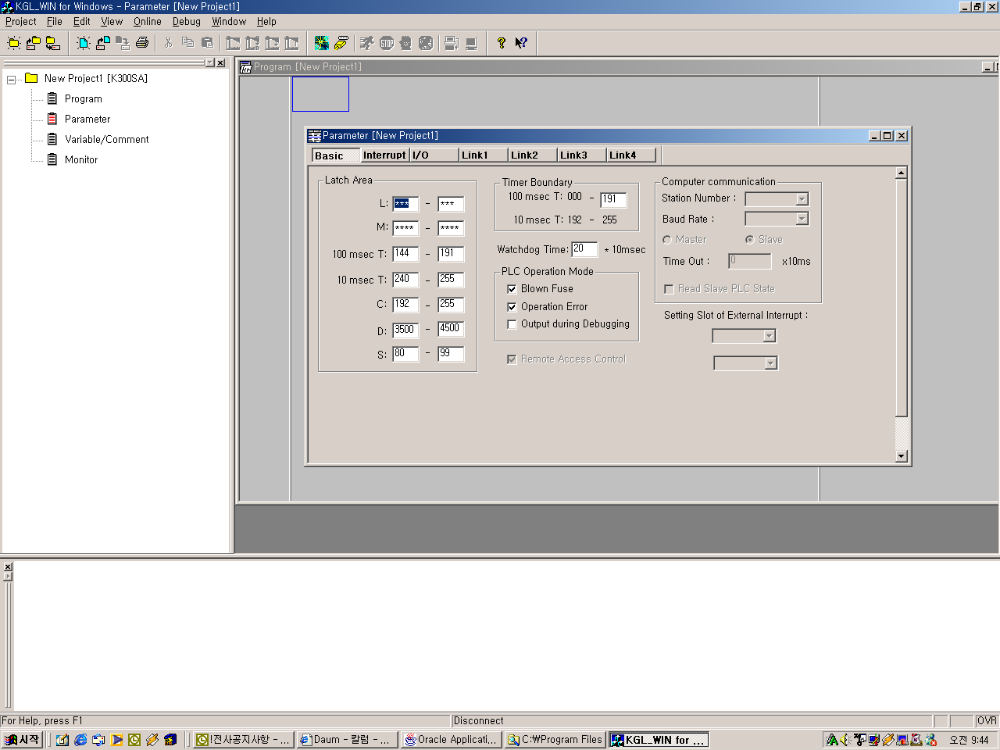 KGL_WIN for Windows - Parameter [New Project1]
Project File Edit View Online Debug Window Help
New Project1 [K300SA]
Program
Parameter
Variable/Comment
Monitor
Program [New Project1]
Parameter [New Project1]
Basic Interrupt I/O Link1 Link2 Link3 Link4
Latch Area
L: *** - ***
M: **** - ****
100 msec T: 144 - 191
10 msec T: 240 - 255
C: 192 - 255
D: 3500 - 4500
S: 80 - 99
Timer Boundary
100 msec T: 000 - 191
10 msec T: 192 - 255
Watchdog Time: 20 * 10msec
PLC Operation Mode
Blown Fuse
Operation Error
Output during Debugging
Remote Access Control
Computer communication
Station Number :
Baud Rate :
Master Slave
Time Out : 0 x10ms
Read Slave PLC State
Setting Slot of External Interrupt :
For Help, press F1
Disconnect
OVR
시작
!전사공지사항 - ...
Daum - 칼럼 - ...
Oracle Applicati...
C:₩Program Files
KGL_WIN for ...
오전 9:44